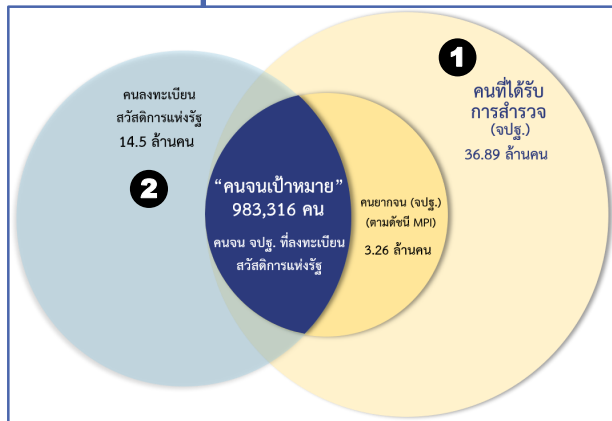 1
คนที่ได้รับ
การสำรวจ
(จปฐ.)
36.89 ล้านคน
คนลงทะเบียน
สวัสดิการแห่งรัฐ
14.5 ล้านคน
2
“คนจนเป้าหมาย”
983,316 คน
คนจน จปฐ. ที่ลงทะเบียน
สวัสดิการแห่งรัฐ
คนยากจน (จปฐ.)
(ตามดัชนี MPI)
3.26 ล้านคน